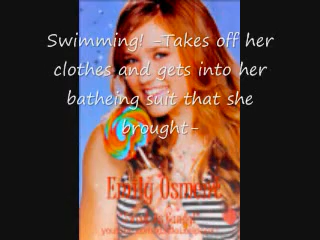 Swimming! -Takes off her
clothes and gets into her
batheing suit that she
brought-
Emily Osment